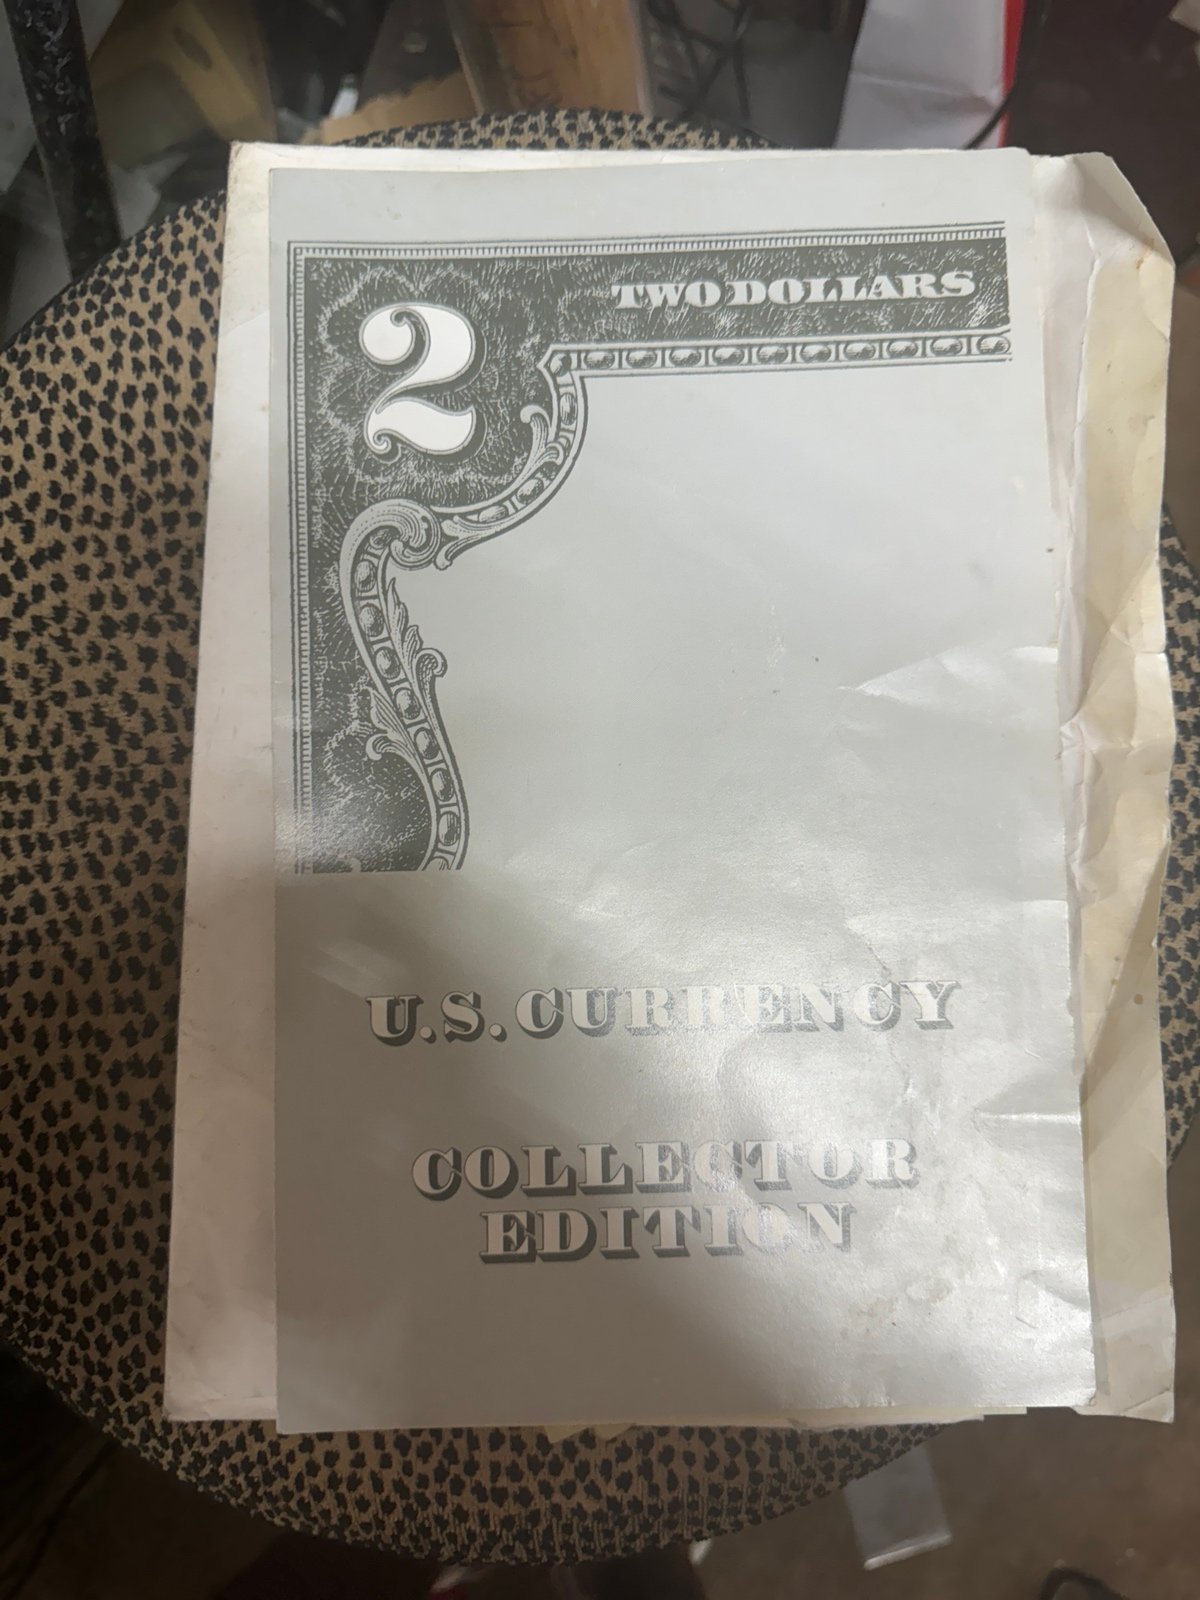 2
TWO DOLLARS
U.S. CURRENCY
COLLECTOR
EDITION